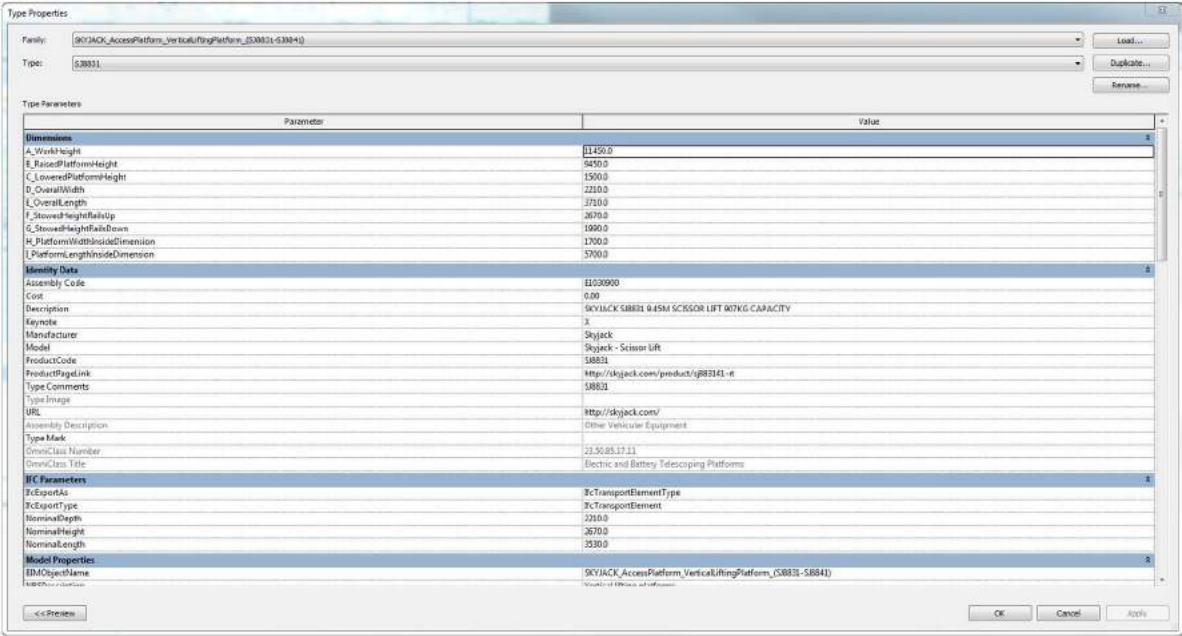 Type Properties
Family: SKYJACK_AccessPlatform_VerticalLiftingPlatform_(SJ8831-SJ8841) Load...
Type: SJ8831 Duplicate...
Rename...
Type Parameters
Parameter Value
Dimensions
A_WorkHeight 11450.0
B_RaisedPlatformHeight 9450.0
C_LoweredPlatformHeight 1500.0
D_OverallWidth 2210.0
E_OverallLength 3710.0
F_StowedHeightRailsUp 2670.0
G_StowedHeightRailsDown 1990.0
H_PlatformWidthInsideDimension 1700.0
I_PlatformLengthInsideDimension 5700.0
Identity Data
Assembly Code E1030900
Cost 0.00
Description SKYJACK SJ8831 9.45M SCISSOR LIFT 907KG CAPACITY
Keynote X
Manufacturer Skyjack
Model Skyjack - Scissor Lift
ProductCode SJ8831
ProductPageLink http://skyjack.com/product/sj883141-rt
Type Comments SJ8831
Type Image
URL http://skyjack.com/
Assembly Description Other Vehicular Equipment
Type Mark
OmniClass Number 23.50.85.17.11
OmniClass Title Electric and Battery Telescoping Platforms
IFC Parameters
IfcExportAs IfcTransportElementType
IfcExportType IfcTransportElement
NominalDepth 2210.0
NominalHeight 2670.0
NominalLength 3530.0
Model Properties
BIMObjectName SKYJACK_AccessPlatform_VerticalLiftingPlatform_(SJ8831-SJ8841)
NBSDescription Vertical lifting platforms
<< Preview OK Cancel Apply